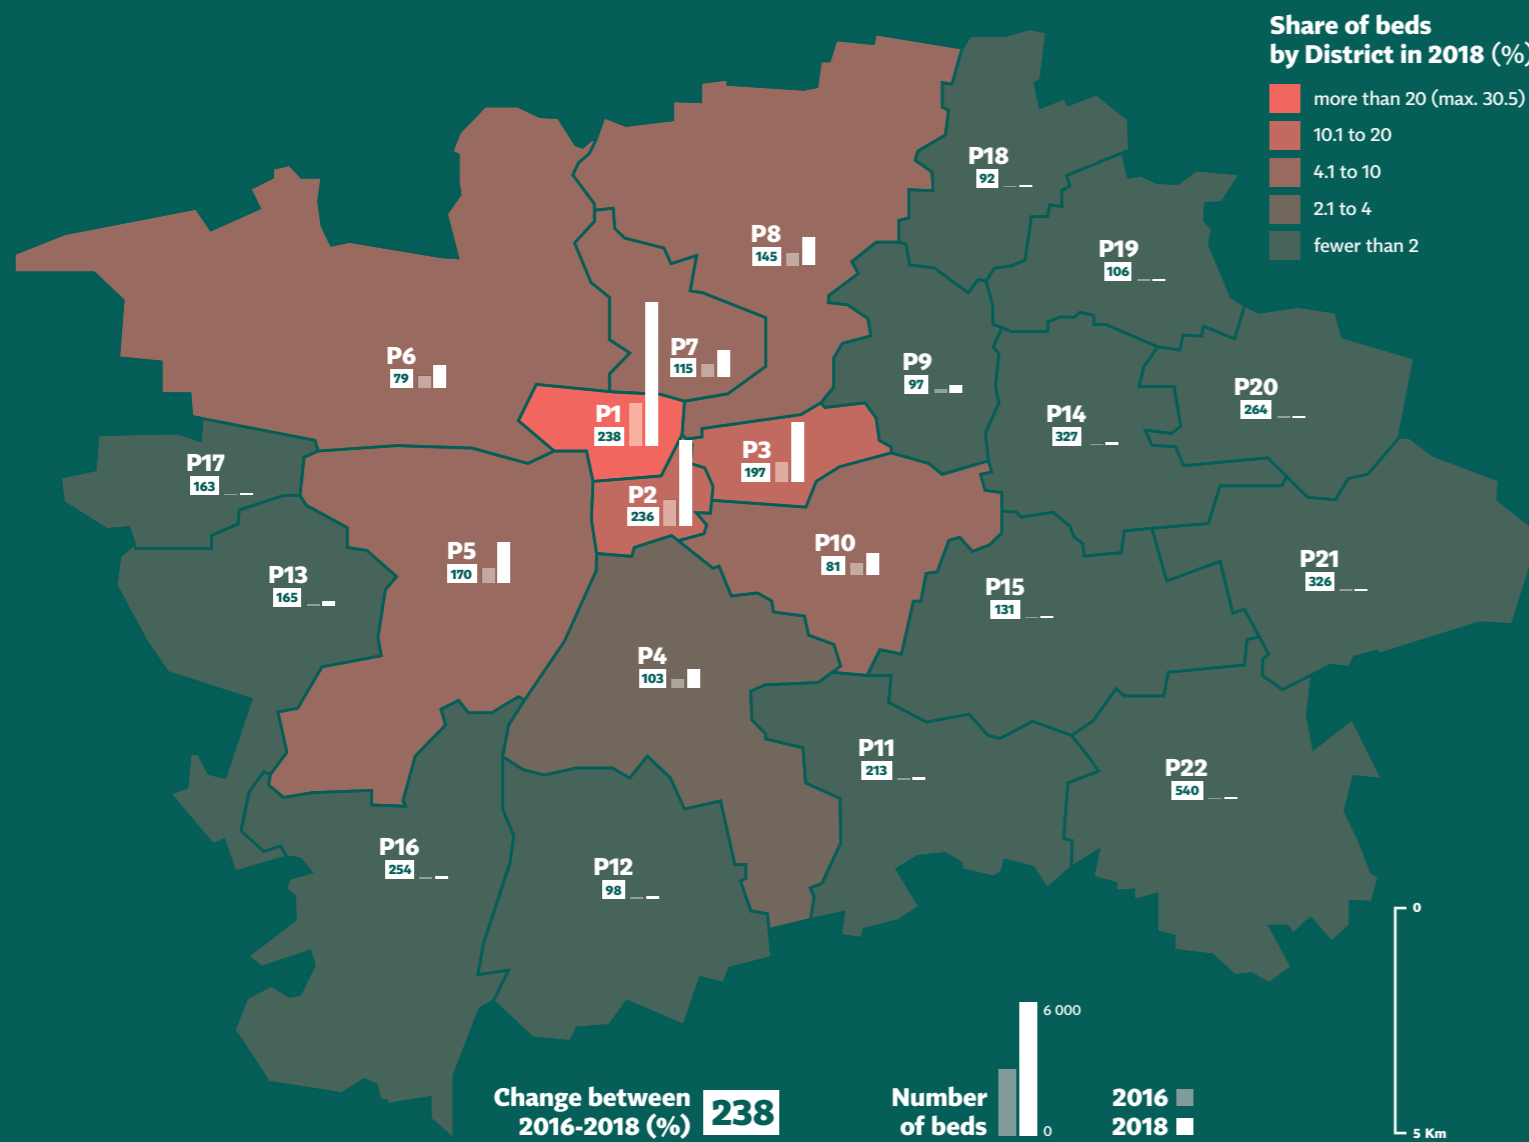 Share of beds
by District in 2018 (%)
more than 20 (max. 30.5)
10.1 to 20
4.1 to 10
2.1 to 4
fewer than 2
P18
92
P8
145
P19
106
P7
115
P6
79
P9
97
P20
264
P1
238
P14
327
P3
197
P17
163
P2
236
P5
170
P10
81
P21
326
P13
165
P15
131
P4
103
P11
213
P22
540
P16
254
P12
98
0
5 Km
Change between
2016-2018 (%)
238
Number
of beds
6 000
0
2016
2018